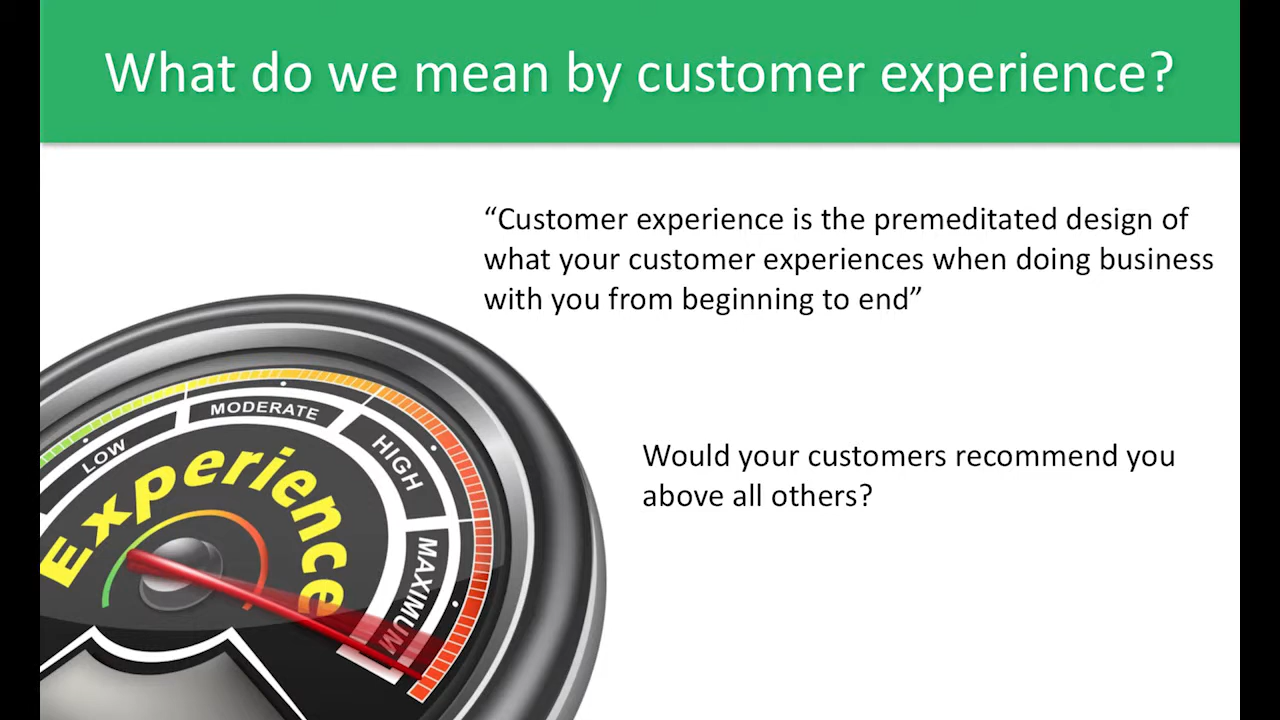 What do we mean by customer experience?
“Customer experience is the premeditated design of
what your customer experiences when doing business
with you from beginning to end”
Would your customers recommend you
above all others?
LOW
MODERATE
HIGH
MAXIMUM
Experience